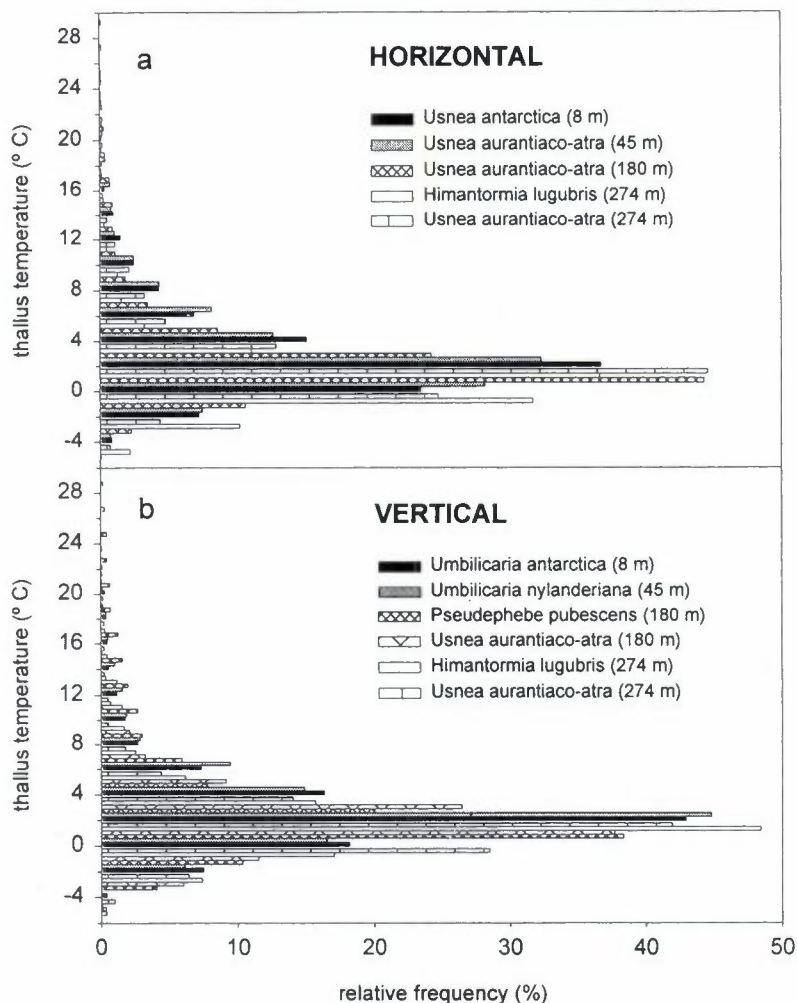 a
HORIZONTAL
Usnea antarctica (8 m)
Usnea aurantiaco-atra (45 m)
Usnea aurantiaco-atra (180 m)
Himantormia lugubris (274 m)
Usnea aurantiaco-atra (274 m)
thallus temperature (º C)
28
24
20
16
12
8
4
0
-4
b
VERTICAL
Umbilicaria antarctica (8 m)
Umbilicaria nylanderiana (45 m)
Pseudephebe pubescens (180 m)
Usnea aurantiaco-atra (180 m)
Himantormia lugubris (274 m)
Usnea aurantiaco-atra (274 m)
thallus temperature (º C)
28
24
20
16
12
8
4
0
-4
0 10 20 30 40 50
relative frequency (%)